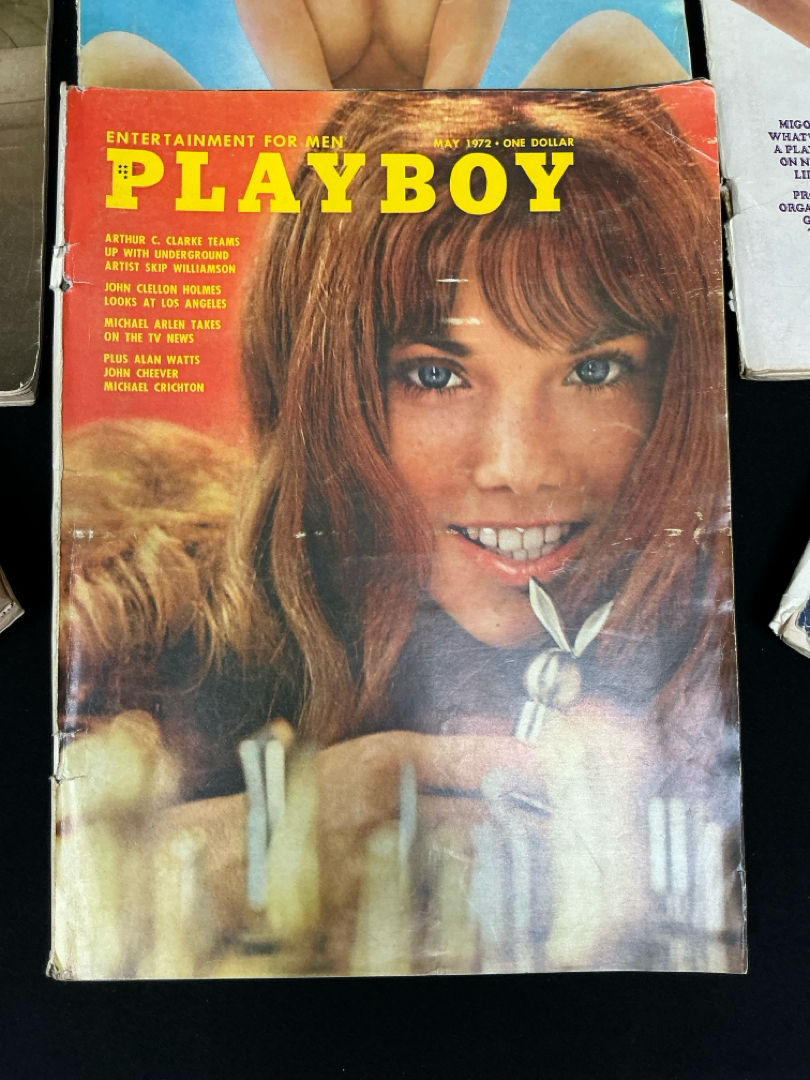 ENTERTAINMENT FOR MEN
MAY 1972 • ONE DOLLAR
PLAYBOY
ARTHUR C. CLARKE TEAMS
UP WITH UNDERGROUND
ARTIST SKIP WILLIAMSON
JOHN CLELLON HOLMES
LOOKS AT LOS ANGELES
MICHAEL ARLEN TAKES
ON THE TV NEWS
PLUS ALAN WATTS
JOHN CHEEVER
MICHAEL CRICHTON
A PLA
ON N